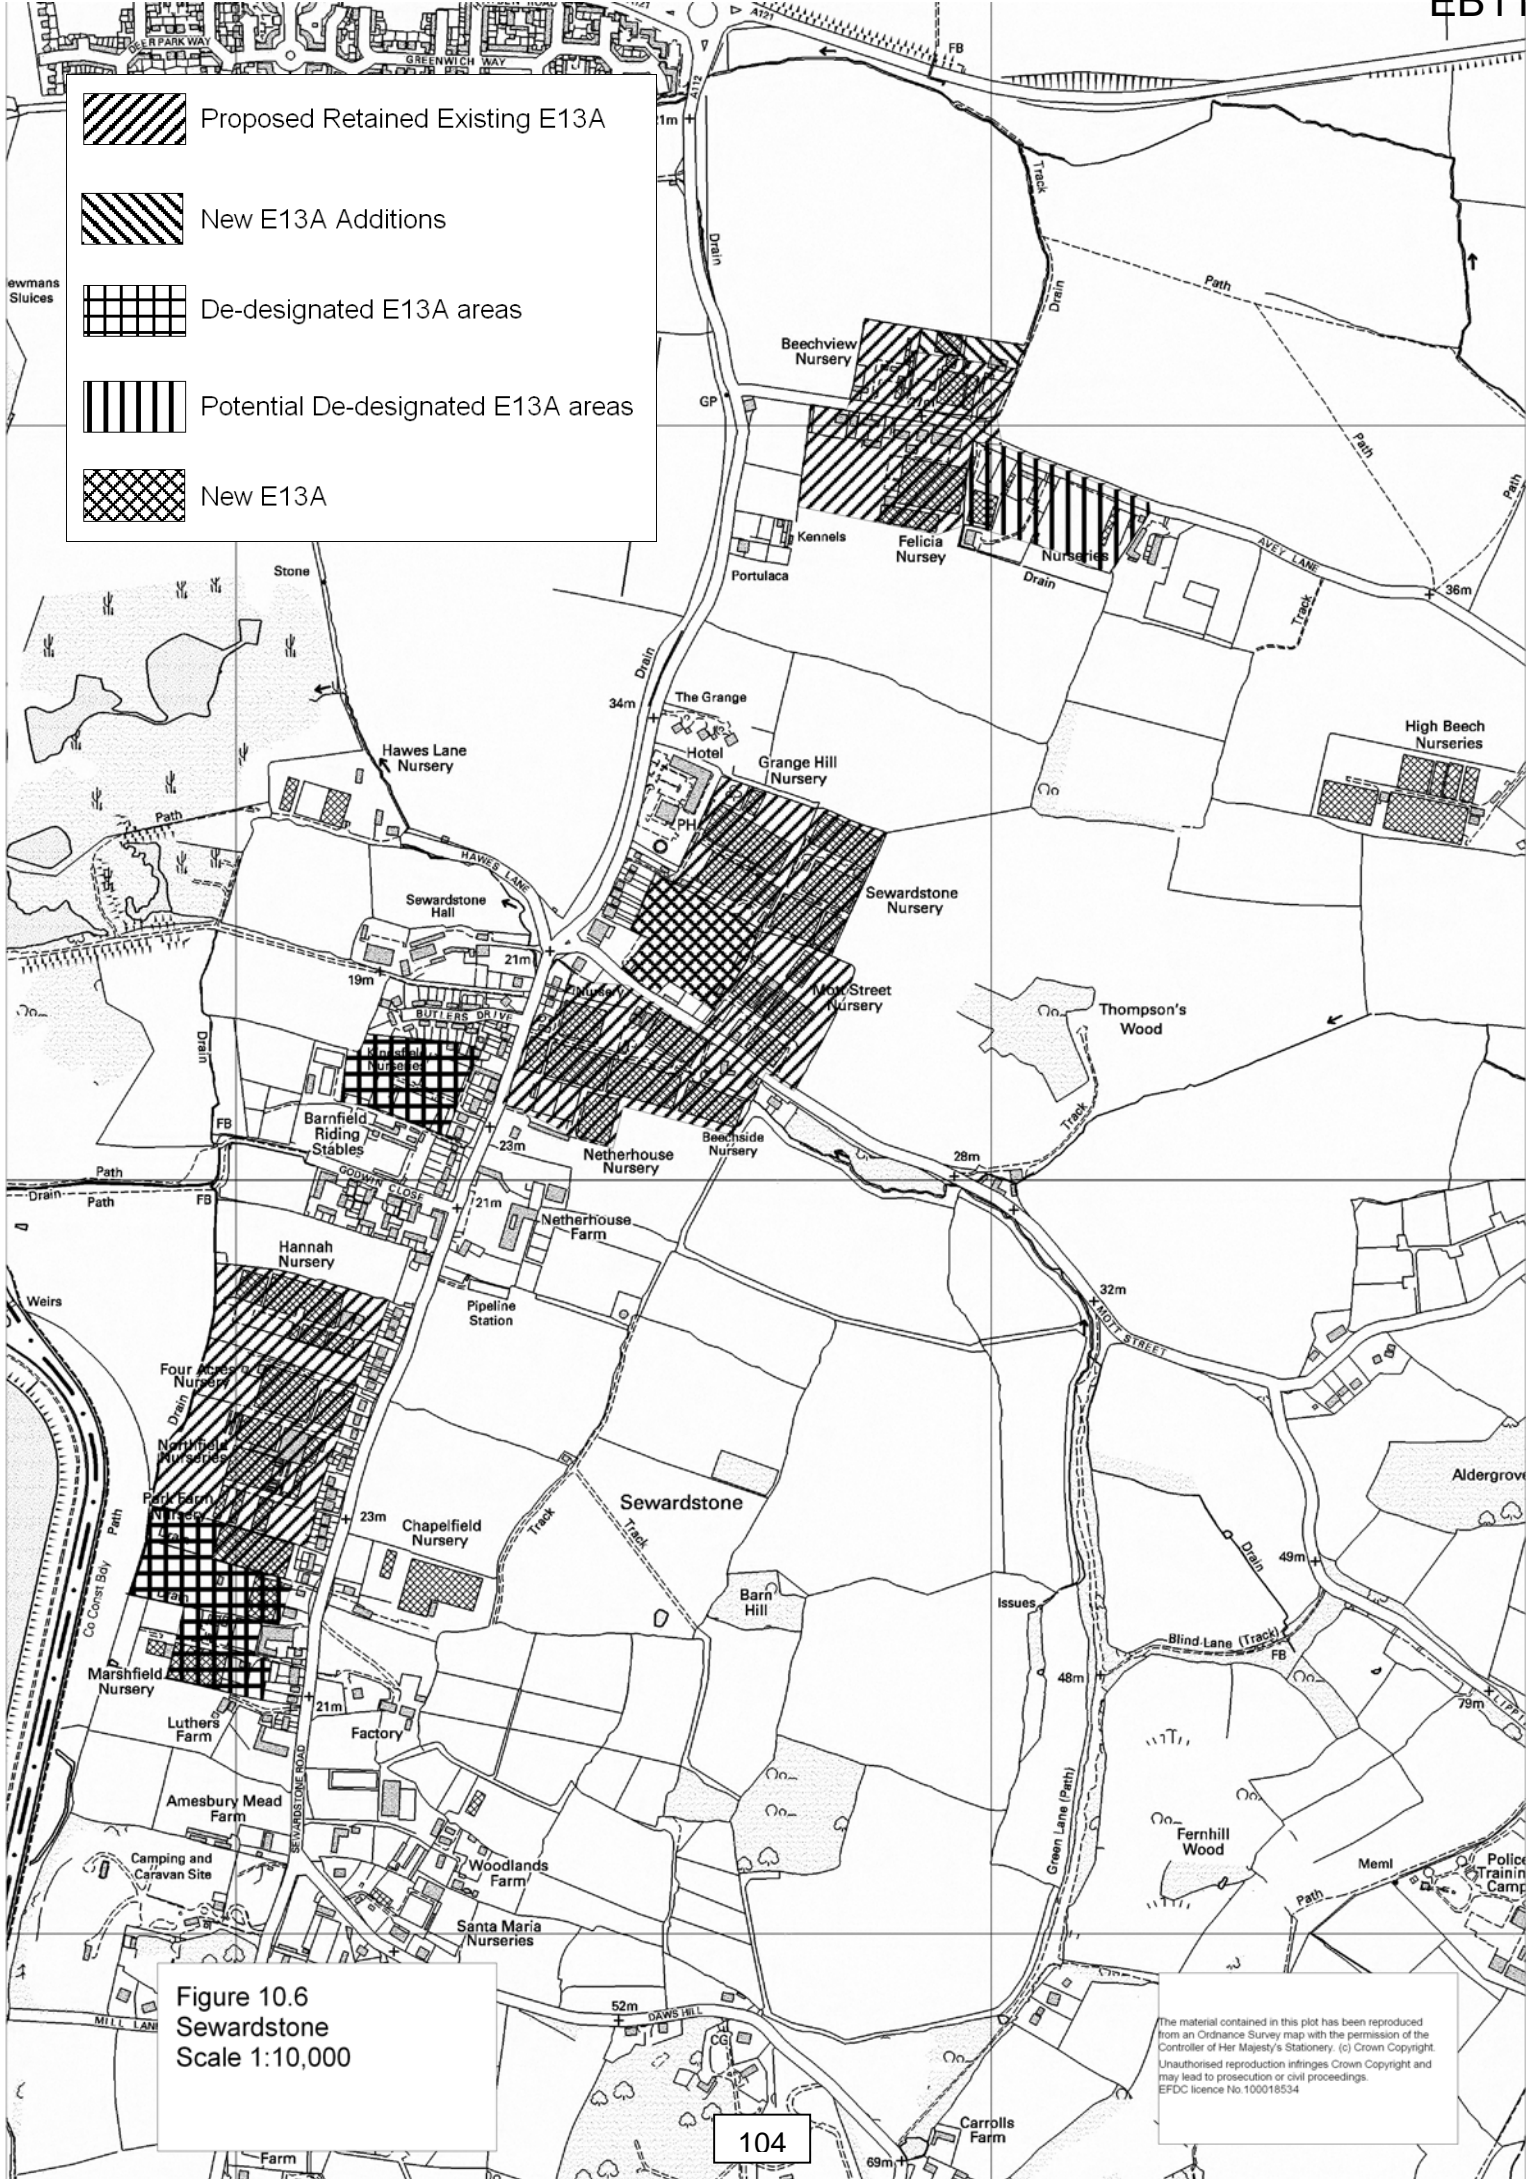 EB11
A121
DEER PARK WAY
GREENWICH WAY
A112
FB
21m
Proposed Retained Existing E13A
New E13A Additions
De-designated E13A areas
Potential De-designated E13A areas
New E13A
Track
Drain
Drain
Path
ewmans
Sluices
Beechview
Nursery
27m
GP
Path
Path
Kennels
Felicia
Nursey
Nurseries
AVEY LANE
Portulaca
Drain
Stone
36m
Track
Drain
34m
The Grange
Hotel
High Beech
Nurseries
Hawes Lane
Nursery
Grange Hill
Nursery
Path
PH
HAWES LANE
Sewardstone
Hall
Sewardstone
Nursery
21m
19m
Nursery
Mott Street
Nursery
Thompson's
Wood
BUTLERS DRIVE
Drain
Kingsfield
Nurseries
Barnfield
Riding
Stables
FB
23m
Netherhouse
Nursery
Beechside
Nursery
Track
28m
Path
Drain
Path
FB
GODWIN CLOSE
21m
Netherhouse
Farm
Hannah
Nursery
Pipeline
Station
32m
MOTT STREET
Weirs
Four Acres
Nursery
Drain
Northfield
Nurseries
Park Farm
Nursery
Drain
Drain
Path
Co Const Bdy
23m
Chapelfield
Nursery
Track
Track
Sewardstone
Aldergrove
Drain
49m
Barn
Hill
Issues
Blind Lane (Track)
FB
48m
79m
LIPPI
Marshfield
Nursery
21m
Luthers
Farm
Factory
SEWARDSTONE ROAD
Amesbury Mead
Farm
Camping and
Caravan Site
Woodlands
Farm
Santa Maria
Nurseries
Green Lane (Path)
Fernhill
Wood
Meml
Path
Police
Trainin
Camp
Figure 10.6
Sewardstone
Scale 1:10,000
MILL LAN
52m
DAWS HILL
CG
The material contained in this plot has been reproduced
from an Ordnance Survey map with the permission of the
Controller of Her Majesty's Stationery. (c) Crown Copyright.
Unauthorised reproduction infringes Crown Copyright and
may lead to prosecution or civil proceedings.
EFDC licence No.100018534
104
Carrolls
Farm
69m
Farm